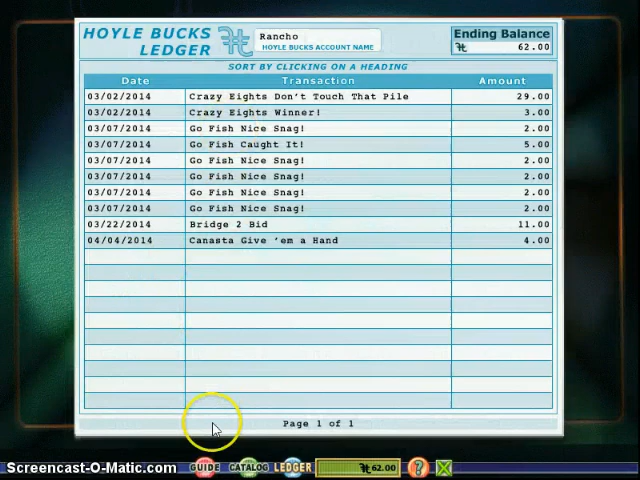 HOYLE BUCKS
LEDGER
Rancho
HOYLE BUCKS ACCOUNT NAME
Ending Balance
62.00
SORT BY CLICKING ON A HEADING
Date Transaction Amount
03/02/2014 Crazy Eights Don't Touch That Pile 29.00
03/02/2014 Crazy Eights Winner! 3.00
03/07/2014 Go Fish Nice Snag! 2.00
03/07/2014 Go Fish Caught It! 5.00
03/07/2014 Go Fish Nice Snag! 2.00
03/07/2014 Go Fish Nice Snag! 2.00
03/07/2014 Go Fish Nice Snag! 2.00
03/07/2014 Go Fish Nice Snag! 2.00
03/22/2014 Bridge 2 Bid 11.00
04/04/2014 Canasta Give 'em a Hand 4.00
Page 1 of 1
Screencast-O-Matic.com GUIDE CATALOG LEDGER 62.00 ?